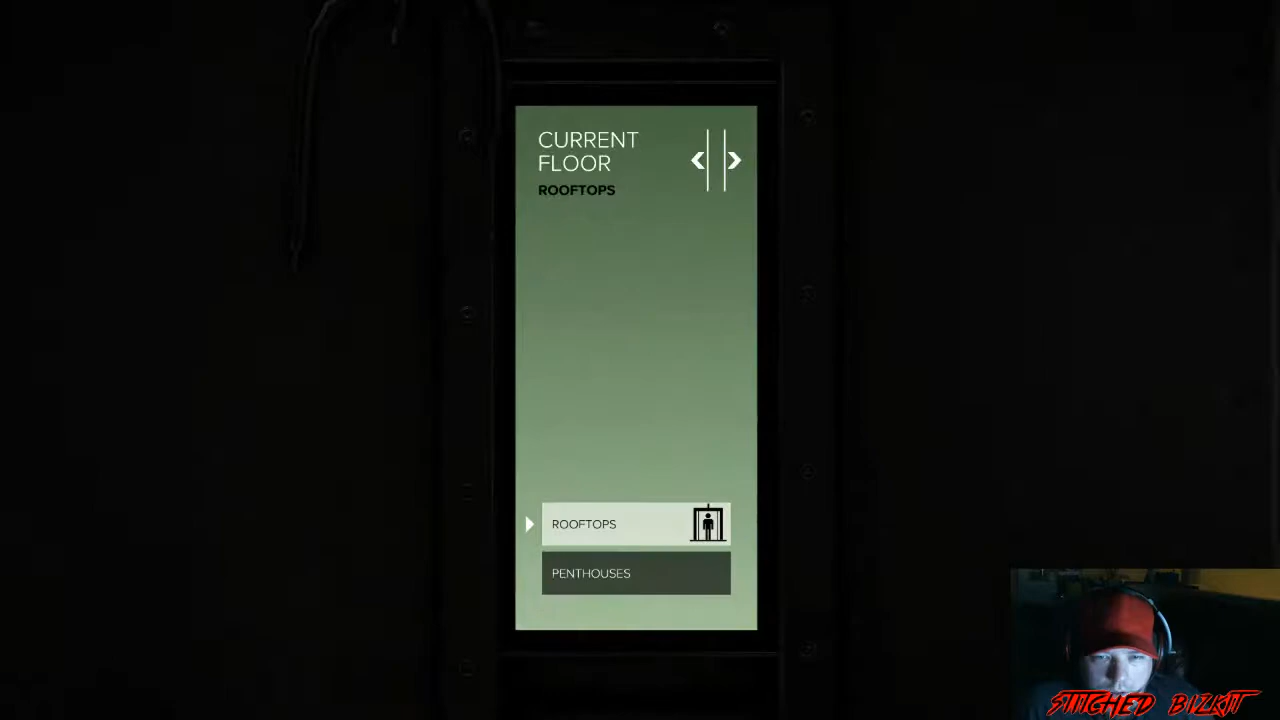 CURRENT
FLOOR
ROOFTOPS
ROOFTOPS
PENTHOUSES
STITCHED BIZKIT